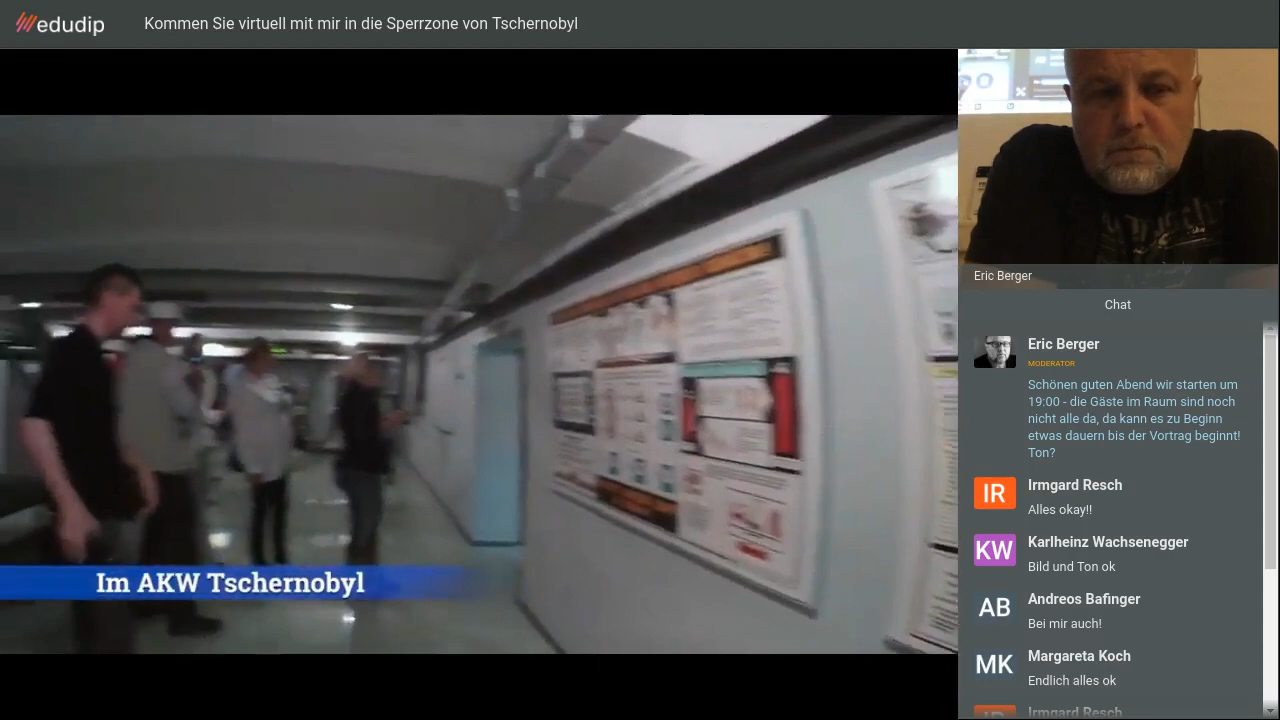 edudip
Kommen Sie virtuell mit mir in die Sperrzone von Tschernobyl
Im AKW Tschernobyl
Eric Berger
Chat
Eric Berger
MODERATOR
Schönen guten Abend wir starten um
19:00 - die Gäste im Raum sind noch
nicht alle da, da kann es zu Beginn
etwas dauern bis der Vortrag beginnt!
Ton?
IR
Irmgard Resch
Alles okay!!
KW
Karlheinz Wachsenegger
Bild und Ton ok
AB
Andreos Bafinger
Bei mir auch!
MK
Margareta Koch
Endlich alles ok
IR
Irmgard Resch